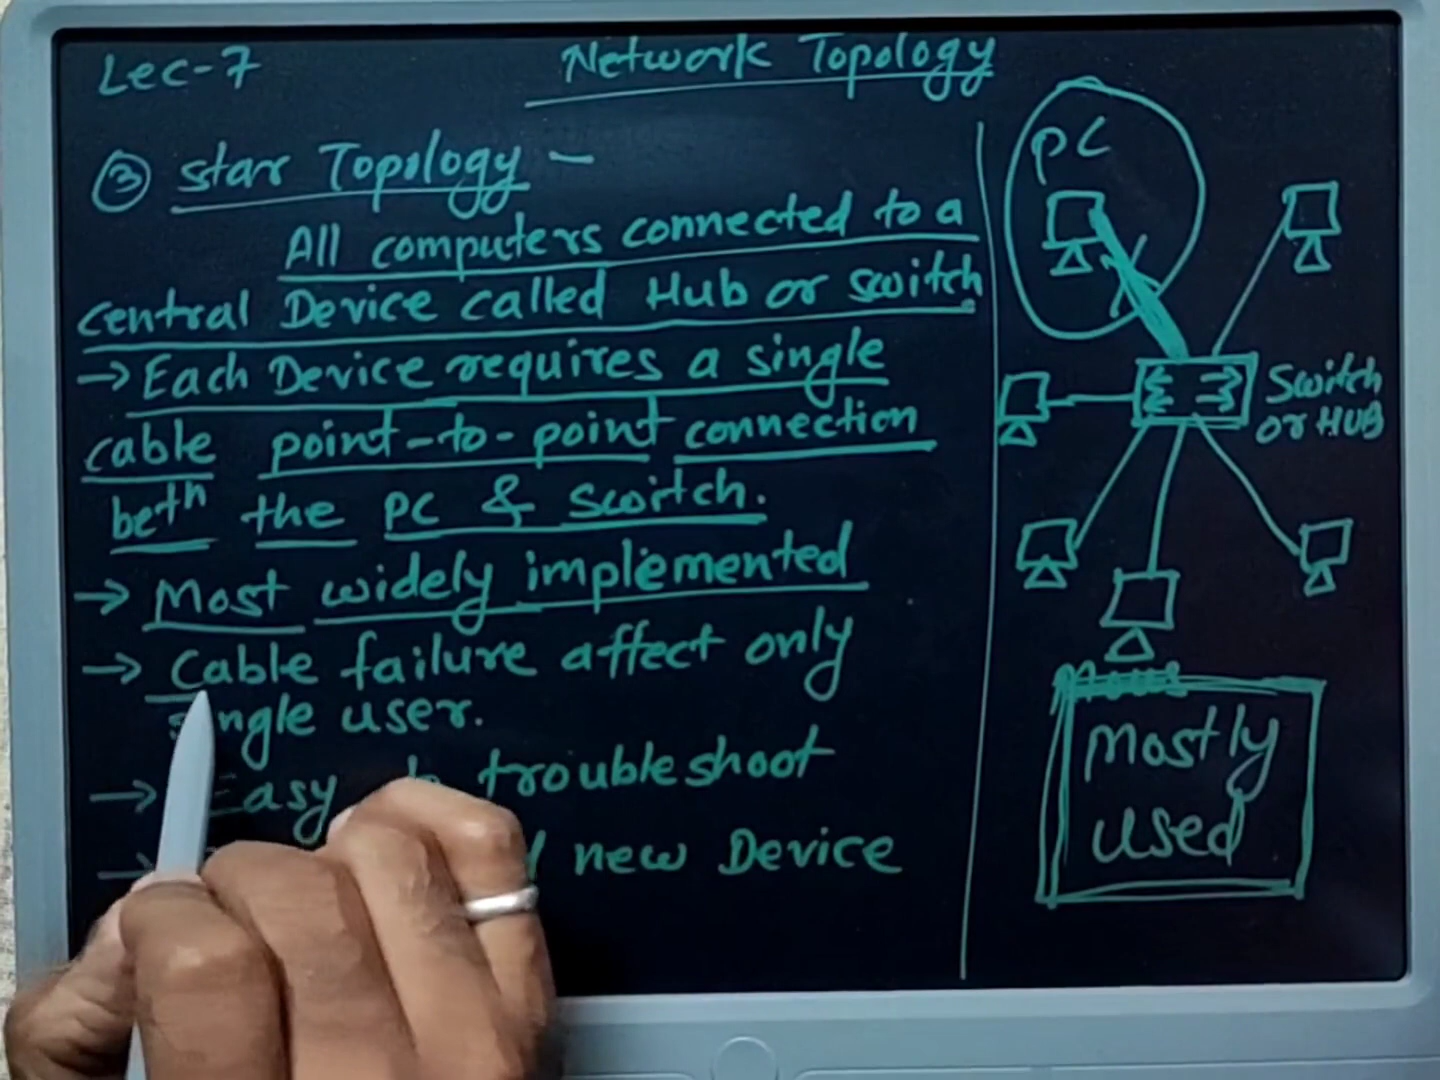 Lec-7
Network Topology
③ star Topology -
All computers connected to a
central Device called Hub or switch
→ Each Device requires a single
cable point-to-point connection
betn the PC & switch.
→ Most widely implemented
→ Cable failure affect only
single user.
→ Easy troubleshoot
→ new Device
PC
Switch
or HUB
Mostly
used